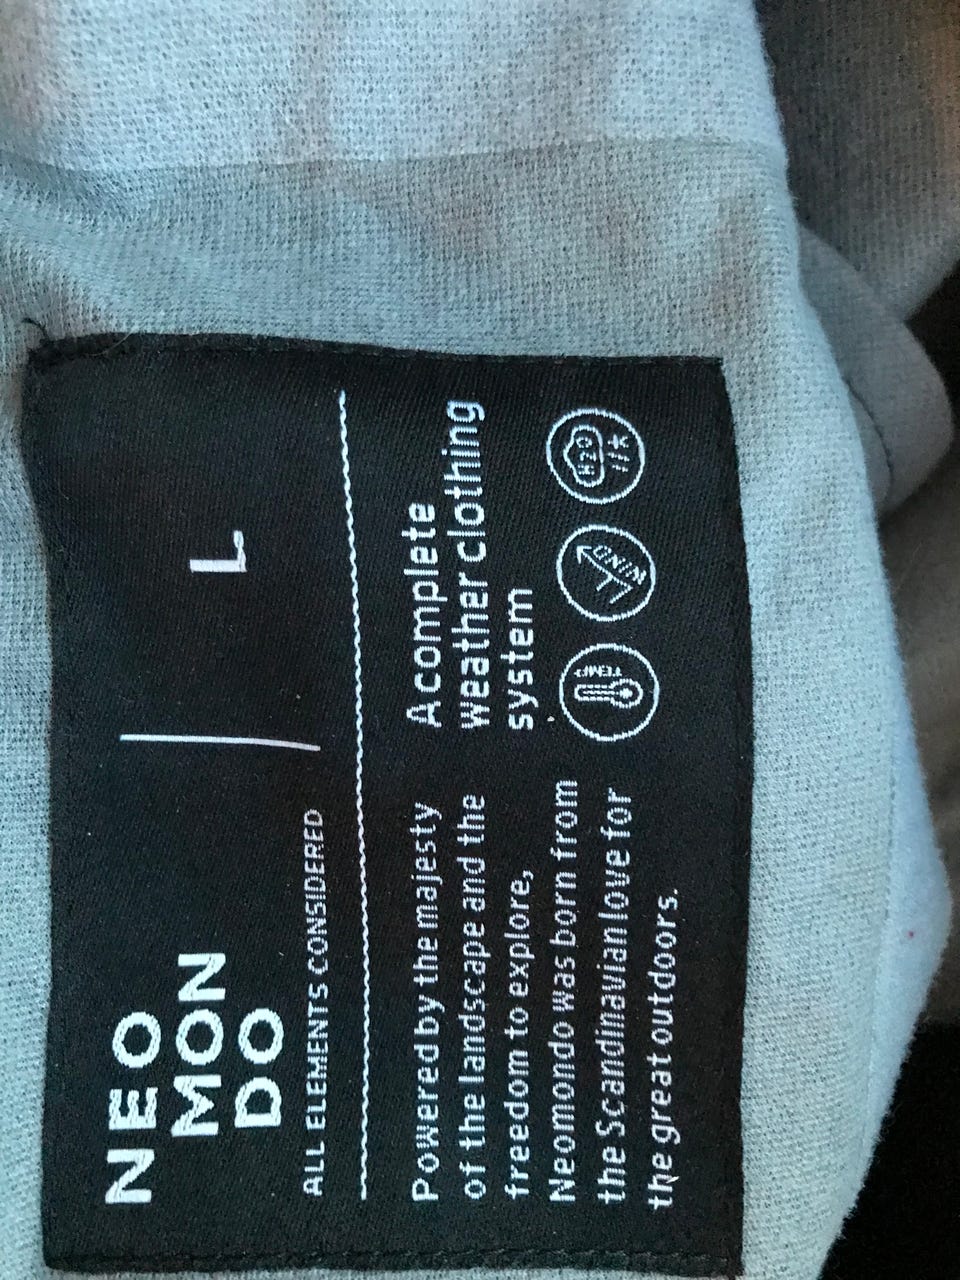 NEO
MON
DO
ALL ELEMENTS CONSIDERED
L
Powered by the majesty
of the landscape and the
freedom to explore,
Neomondo was born from
the Scandinavian love for
the great outdoors.
A complete
weather clothing
system
TEMP
WIND
H2O